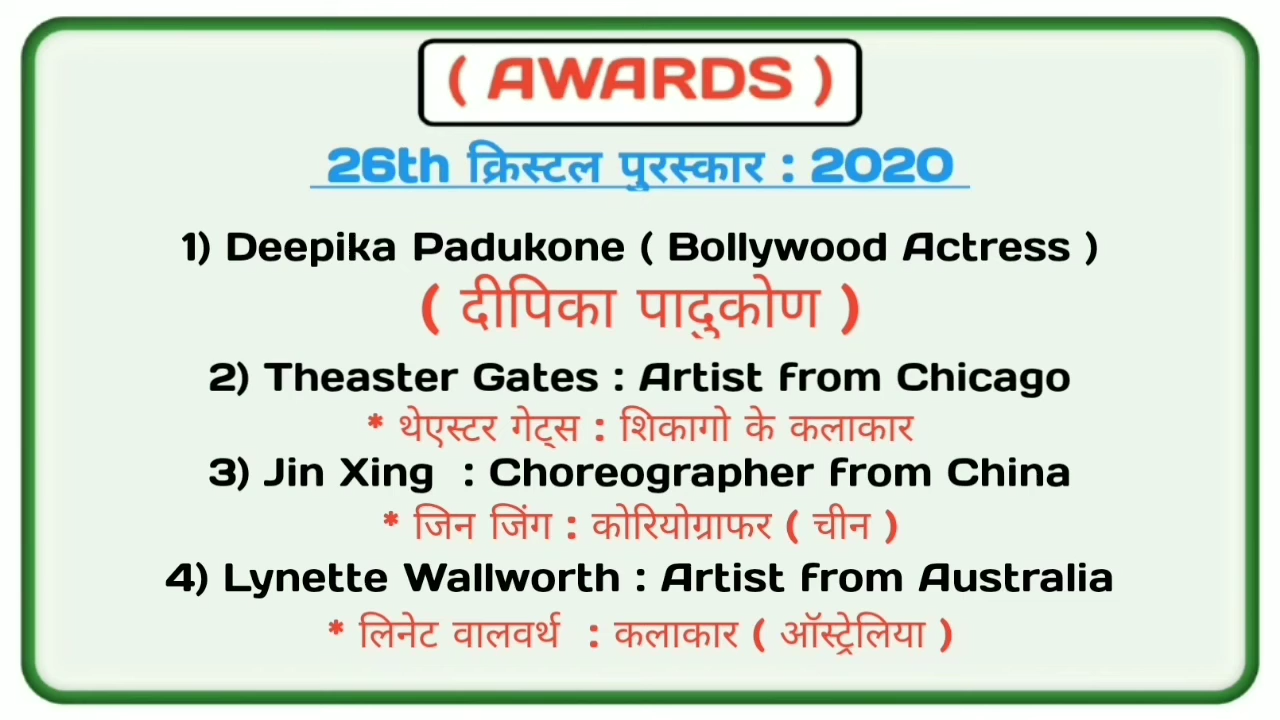 ( AWARDS )
26th क्रिस्टल पुरस्कार : 2020
1) Deepika Padukone ( Bollywood Actress )
( दीपिका पादुकोण )
2) Theaster Gates : Artist from Chicago
* थेएस्टर गेट्स : शिकागो के कलाकार
3) Jin Xing : Choreographer from China
* जिन जिंग : कोरियोग्राफर ( चीन )
4) Lynette Wallworth : Artist from Australia
* लिनेट वालवर्थ : कलाकार ( ऑस्ट्रेलिया )